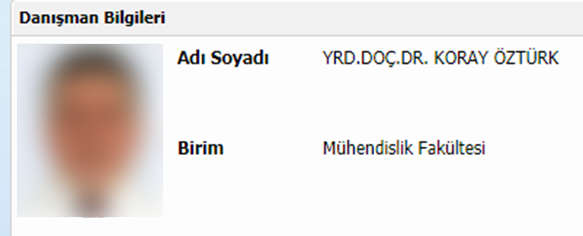 Danışman Bilgileri
Adı Soyadı YRD.DOÇ.DR. KORAY ÖZTÜRK
Birim Mühendislik Fakültesi